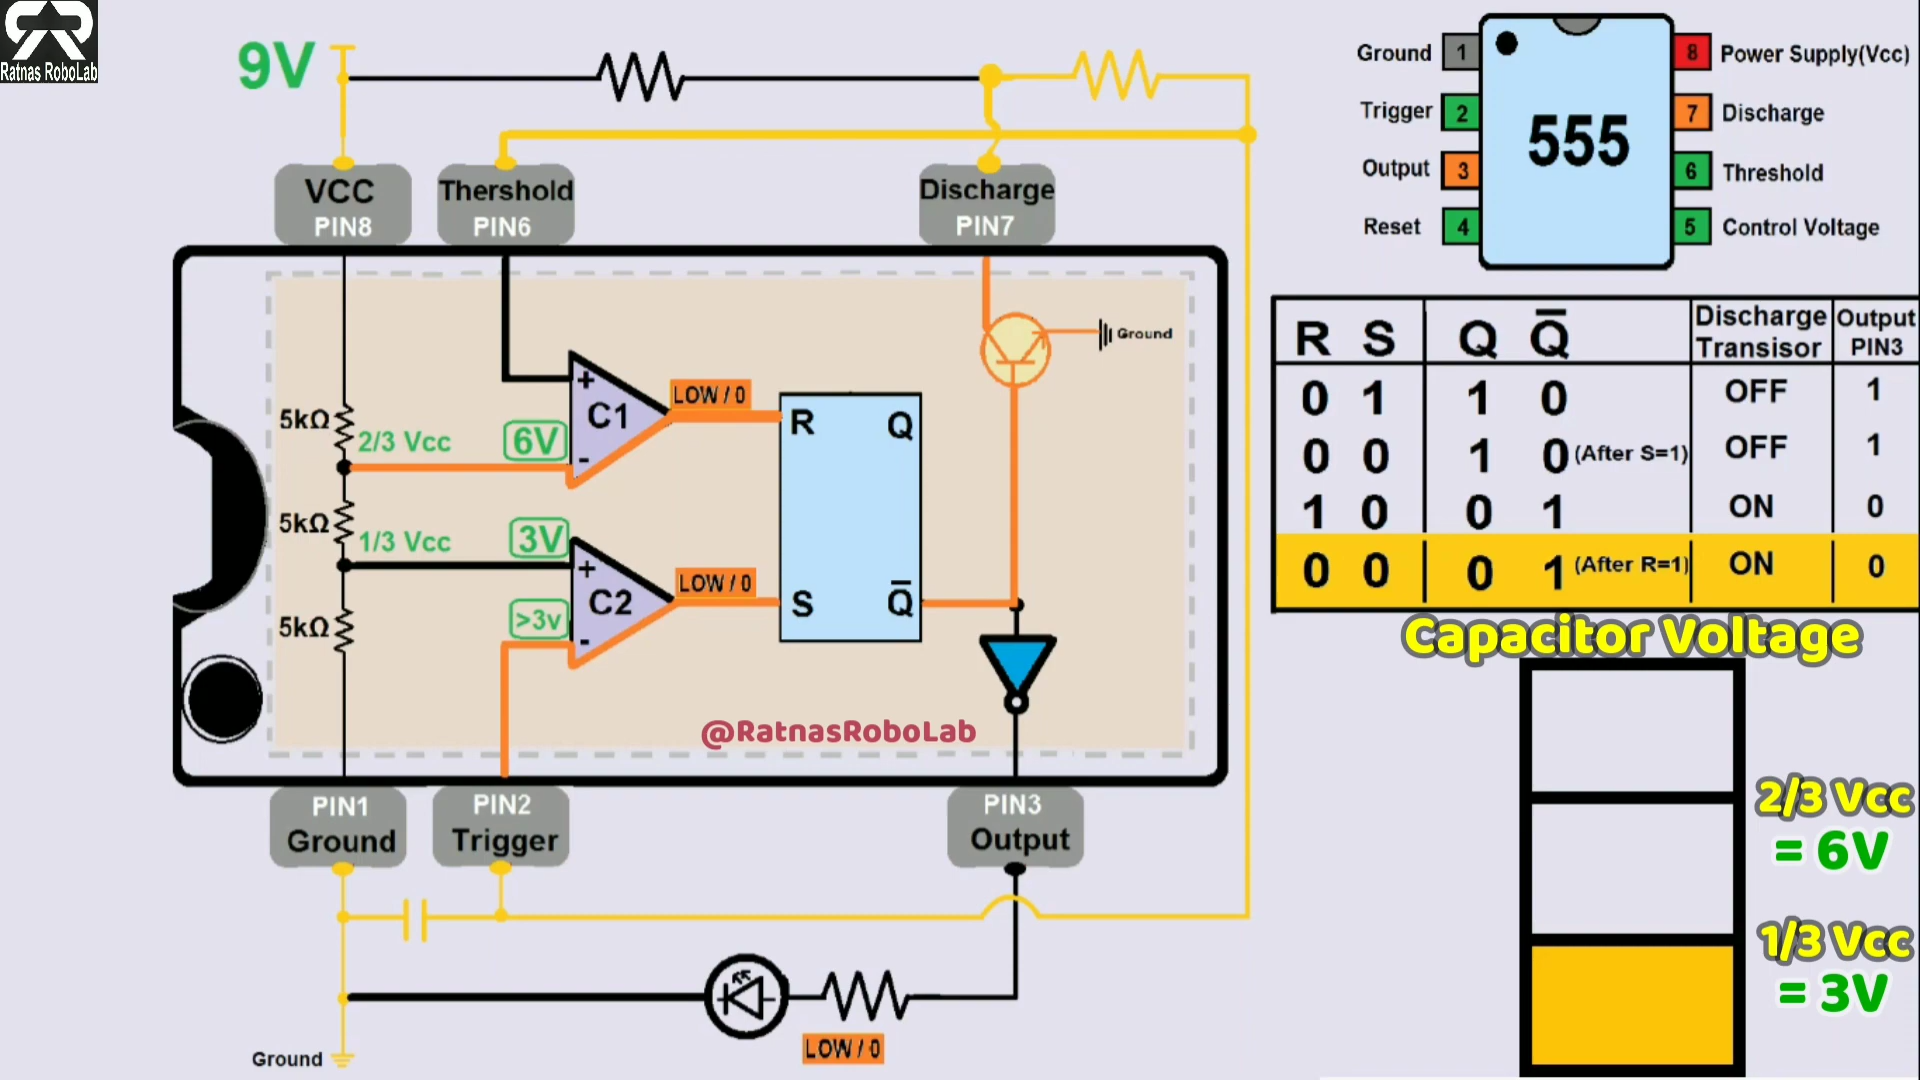 Ratnas RoboLab
9V
VCC
PIN8
Thershold
PIN6
Discharge
PIN7
Ground
5kΩ
2/3 Vcc
6V
+
-
C1
LOW / 0
R
Q
5kΩ
1/3 Vcc
3V
+
-
C2
LOW / 0
S
Q̅
>3v
5kΩ
@RatnasRoboLab
PIN1
Ground
PIN2
Trigger
PIN3
Output
LOW / 0
Ground
Ground 1
Trigger 2
Output 3
Reset 4
555
8 Power Supply(Vcc)
7 Discharge
6 Threshold
5 Control Voltage
R S Q Q̅ Discharge Transisor Output PIN3
0 1 1 0 OFF 1
0 0 1 0 (After S=1) OFF 1
1 0 0 1 ON 0
0 0 0 1 (After R=1) ON 0
Capacitor Voltage
2/3 Vcc
= 6V
1/3 Vcc
= 3V